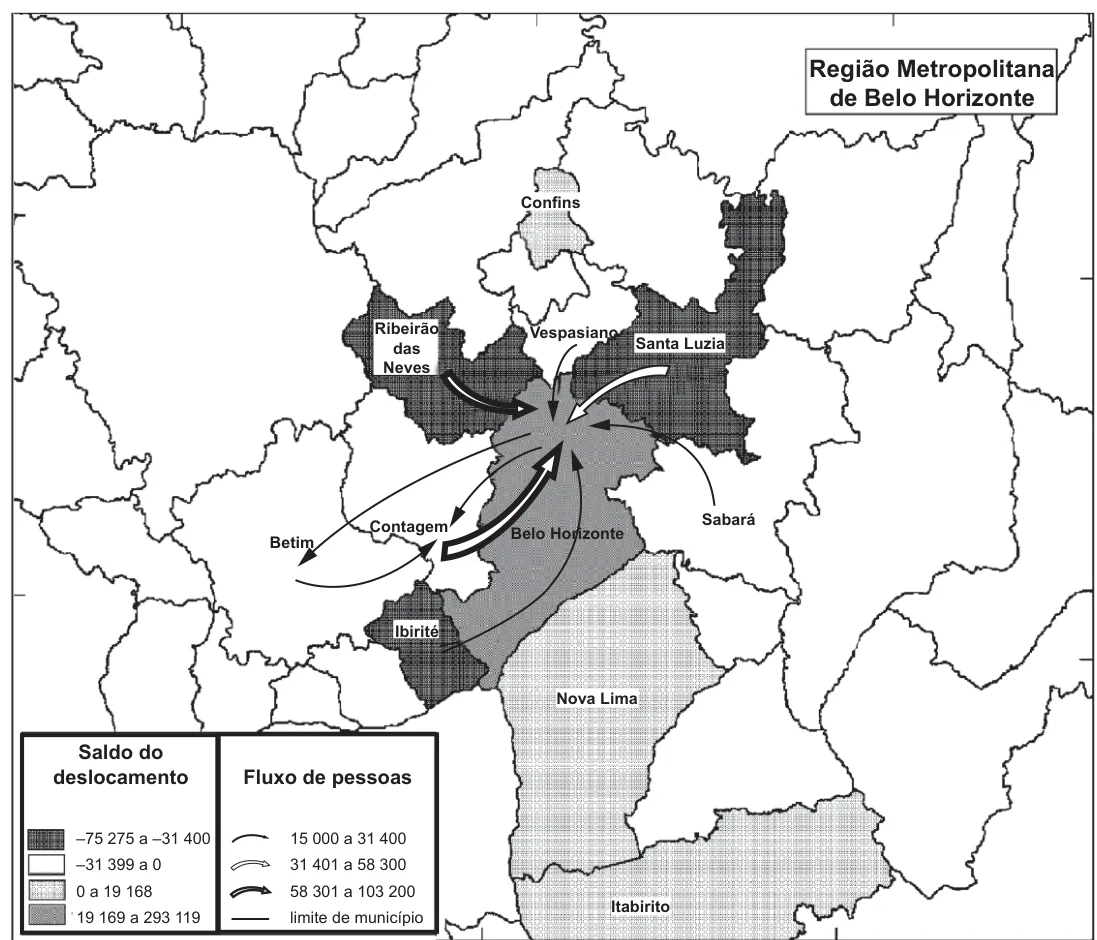 Região Metropolitana
de Belo Horizonte
Confins
Ribeirão
das
Neves
Vespasiano
Santa Luzia
Contagem
Betim
Belo Horizonte
Sabará
Ibirité
Nova Lima
Itabirito
Saldo do
deslocamento
–75 275 a –31 400
–31 399 a 0
0 a 19 168
19 169 a 293 119
Fluxo de pessoas
15 000 a 31 400
31 401 a 58 300
58 301 a 103 200
limite de município